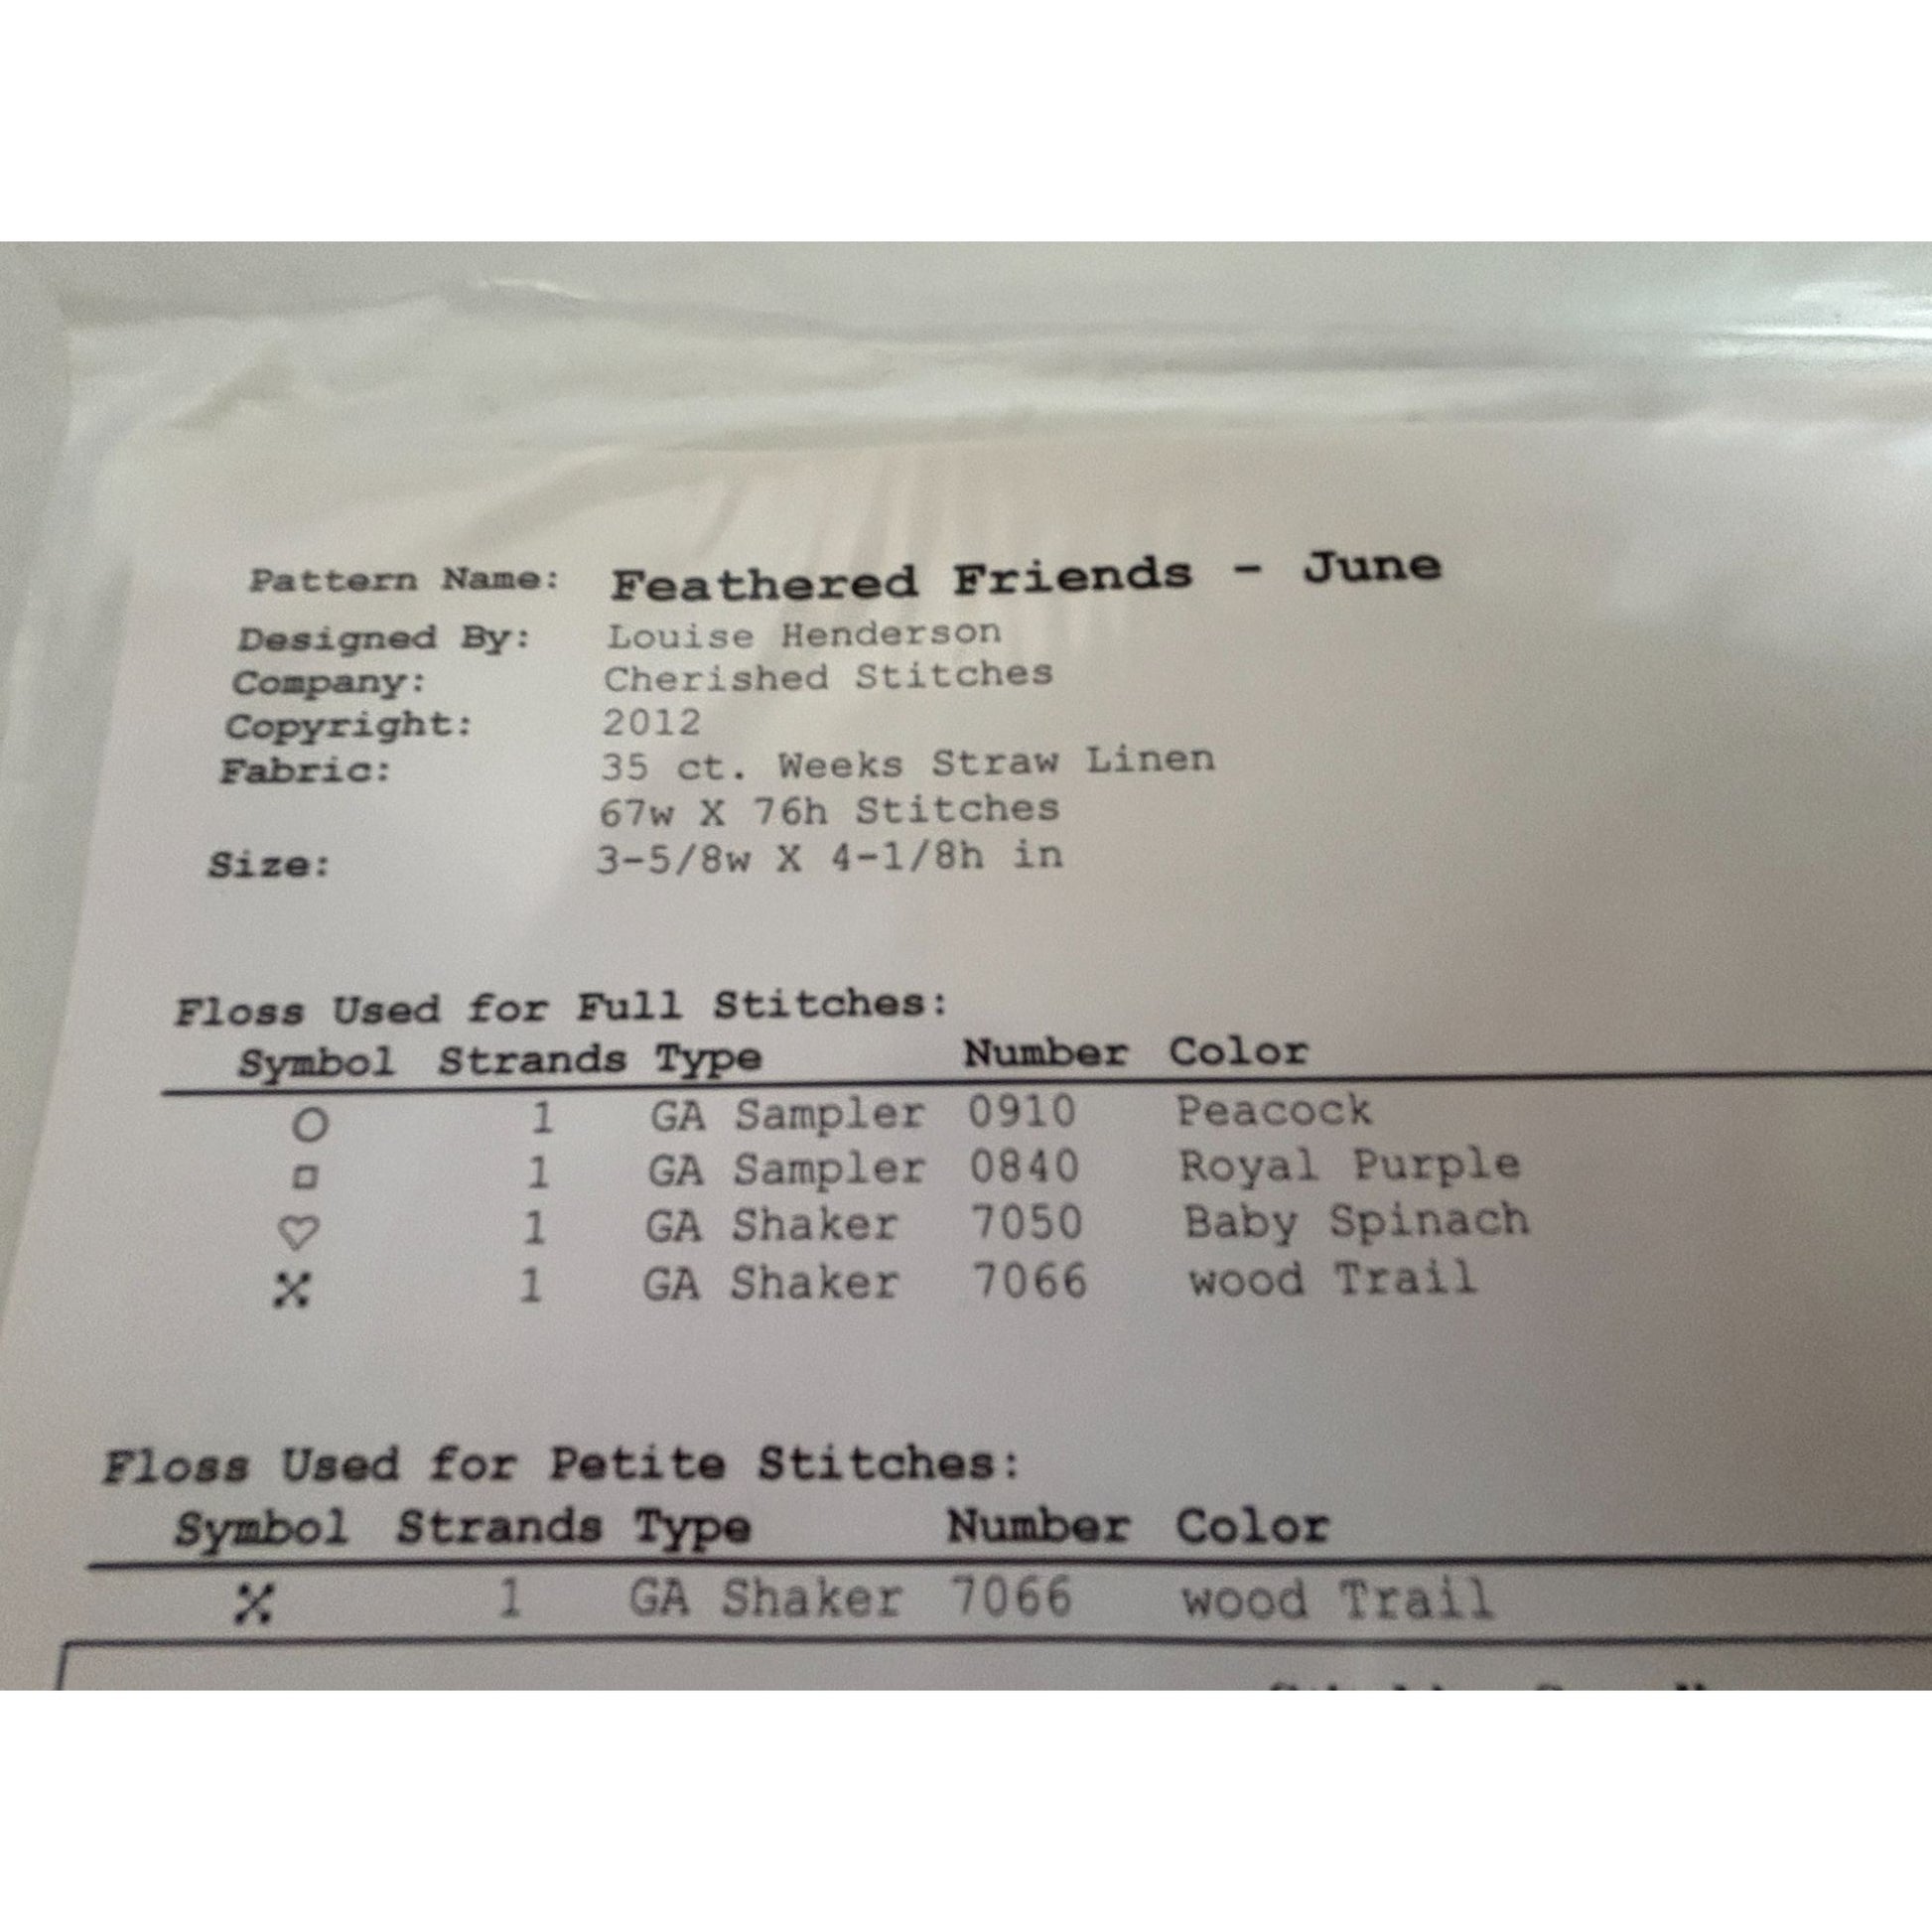 Pattern Name: Feathered Friends - June
Designed By: Louise Henderson
Company: Cherished Stitches
Copyright: 2012
Fabric: 35 ct. Weeks Straw Linen
67w X 76h Stitches
Size: 3-5/8w X 4-1/8h in
Floss Used for Full Stitches:
Symbol Strands Type Number Color
1 GA Sampler 0910 Peacock
1 GA Sampler 0840 Royal Purple
1 GA Shaker 7050 Baby Spinach
1 GA Shaker 7066 wood Trail
Floss Used for Petite Stitches:
Symbol Strands Type Number Color
1 GA Shaker 7066 wood Trail